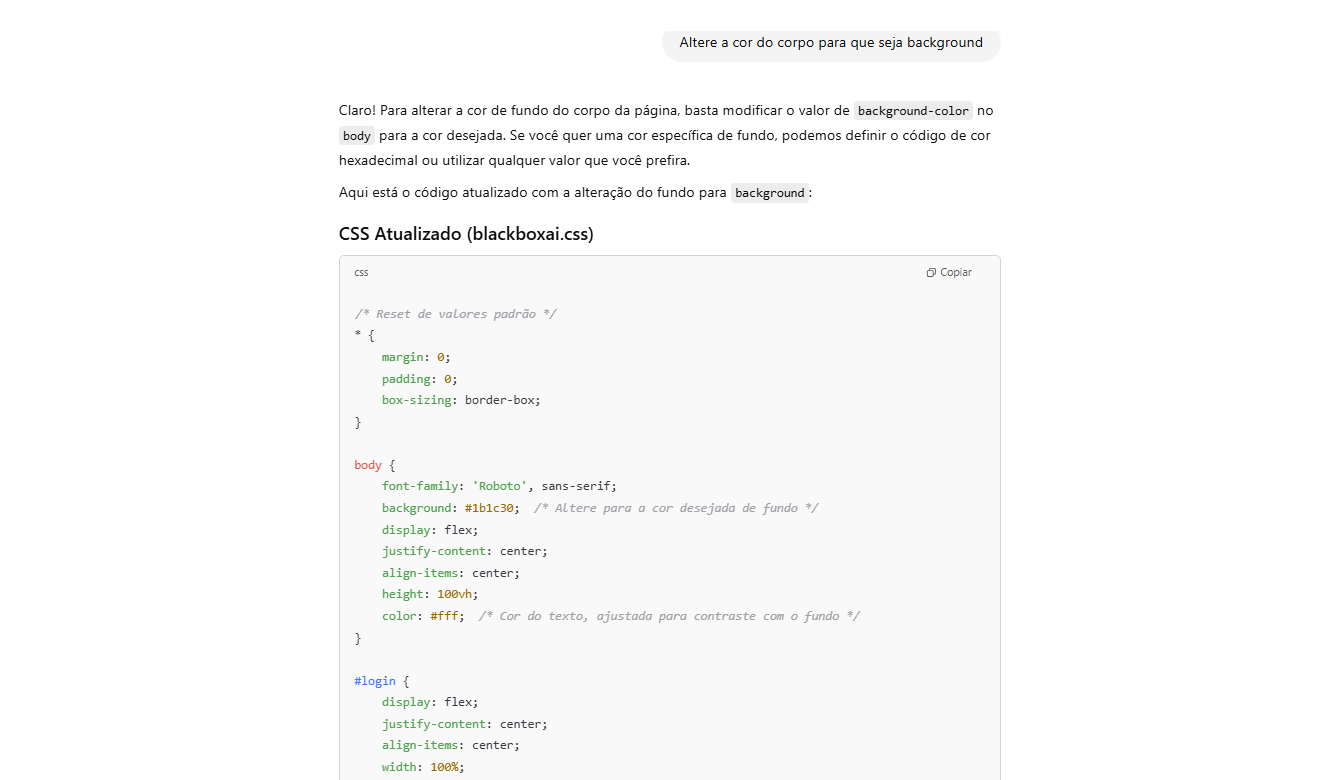 Altere a cor do corpo para que seja background
Claro! Para alterar a cor de fundo do corpo da página, basta modificar o valor de background-color no
body para a cor desejada. Se você quer uma cor específica de fundo, podemos definir o código de cor
hexadecimal ou utilizar qualquer valor que você prefira.
Aqui está o código atualizado com a alteração do fundo para background:
CSS Atualizado (blackboxai.css)
css
Copiar
/* Reset de valores padrão */
* {
    margin: 0;
    padding: 0;
    box-sizing: border-box;
}
body {
    font-family: 'Roboto', sans-serif;
    background: #1b1c30;  /* Altere para a cor desejada de fundo */
    display: flex;
    justify-content: center;
    align-items: center;
    height: 100vh;
    color: #fff;  /* Cor do texto, ajustada para contraste com o fundo */
}
#login {
    display: flex;
    justify-content: center;
    align-items: center;
    width: 100%;